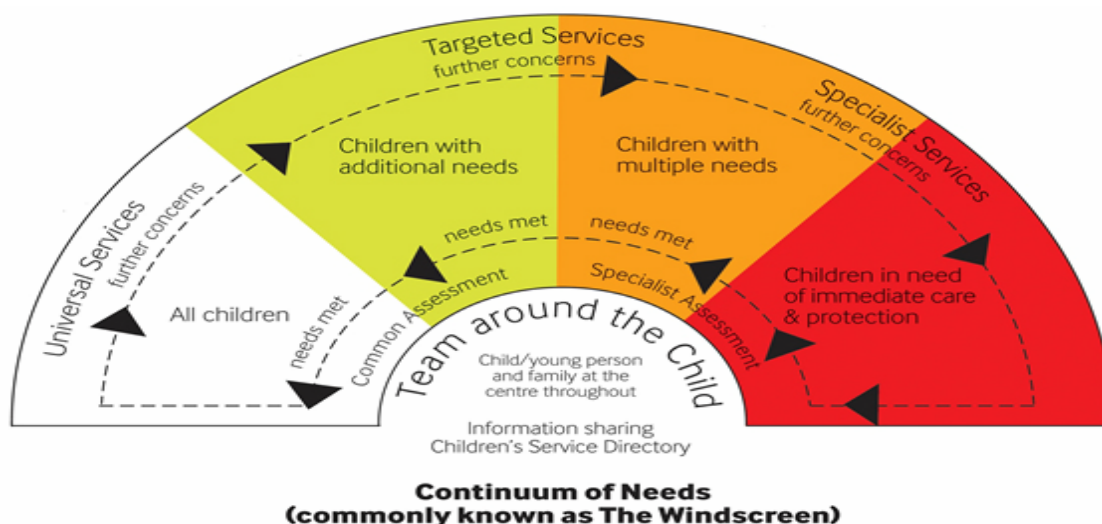 Universal Services
further concerns
All children
needs met
Common Assessment
Targeted Services
further concerns
Children with
additional needs
needs met
Children with
multiple needs
needs met
Specialist Assessment
Specialist Services
further concerns
Children in need
of immediate care
& protection
Team around the Child
Child/young person
and family at the
centre throughout
Information sharing
Children's Service Directory
Continuum of Needs
(commonly known as The Windscreen)